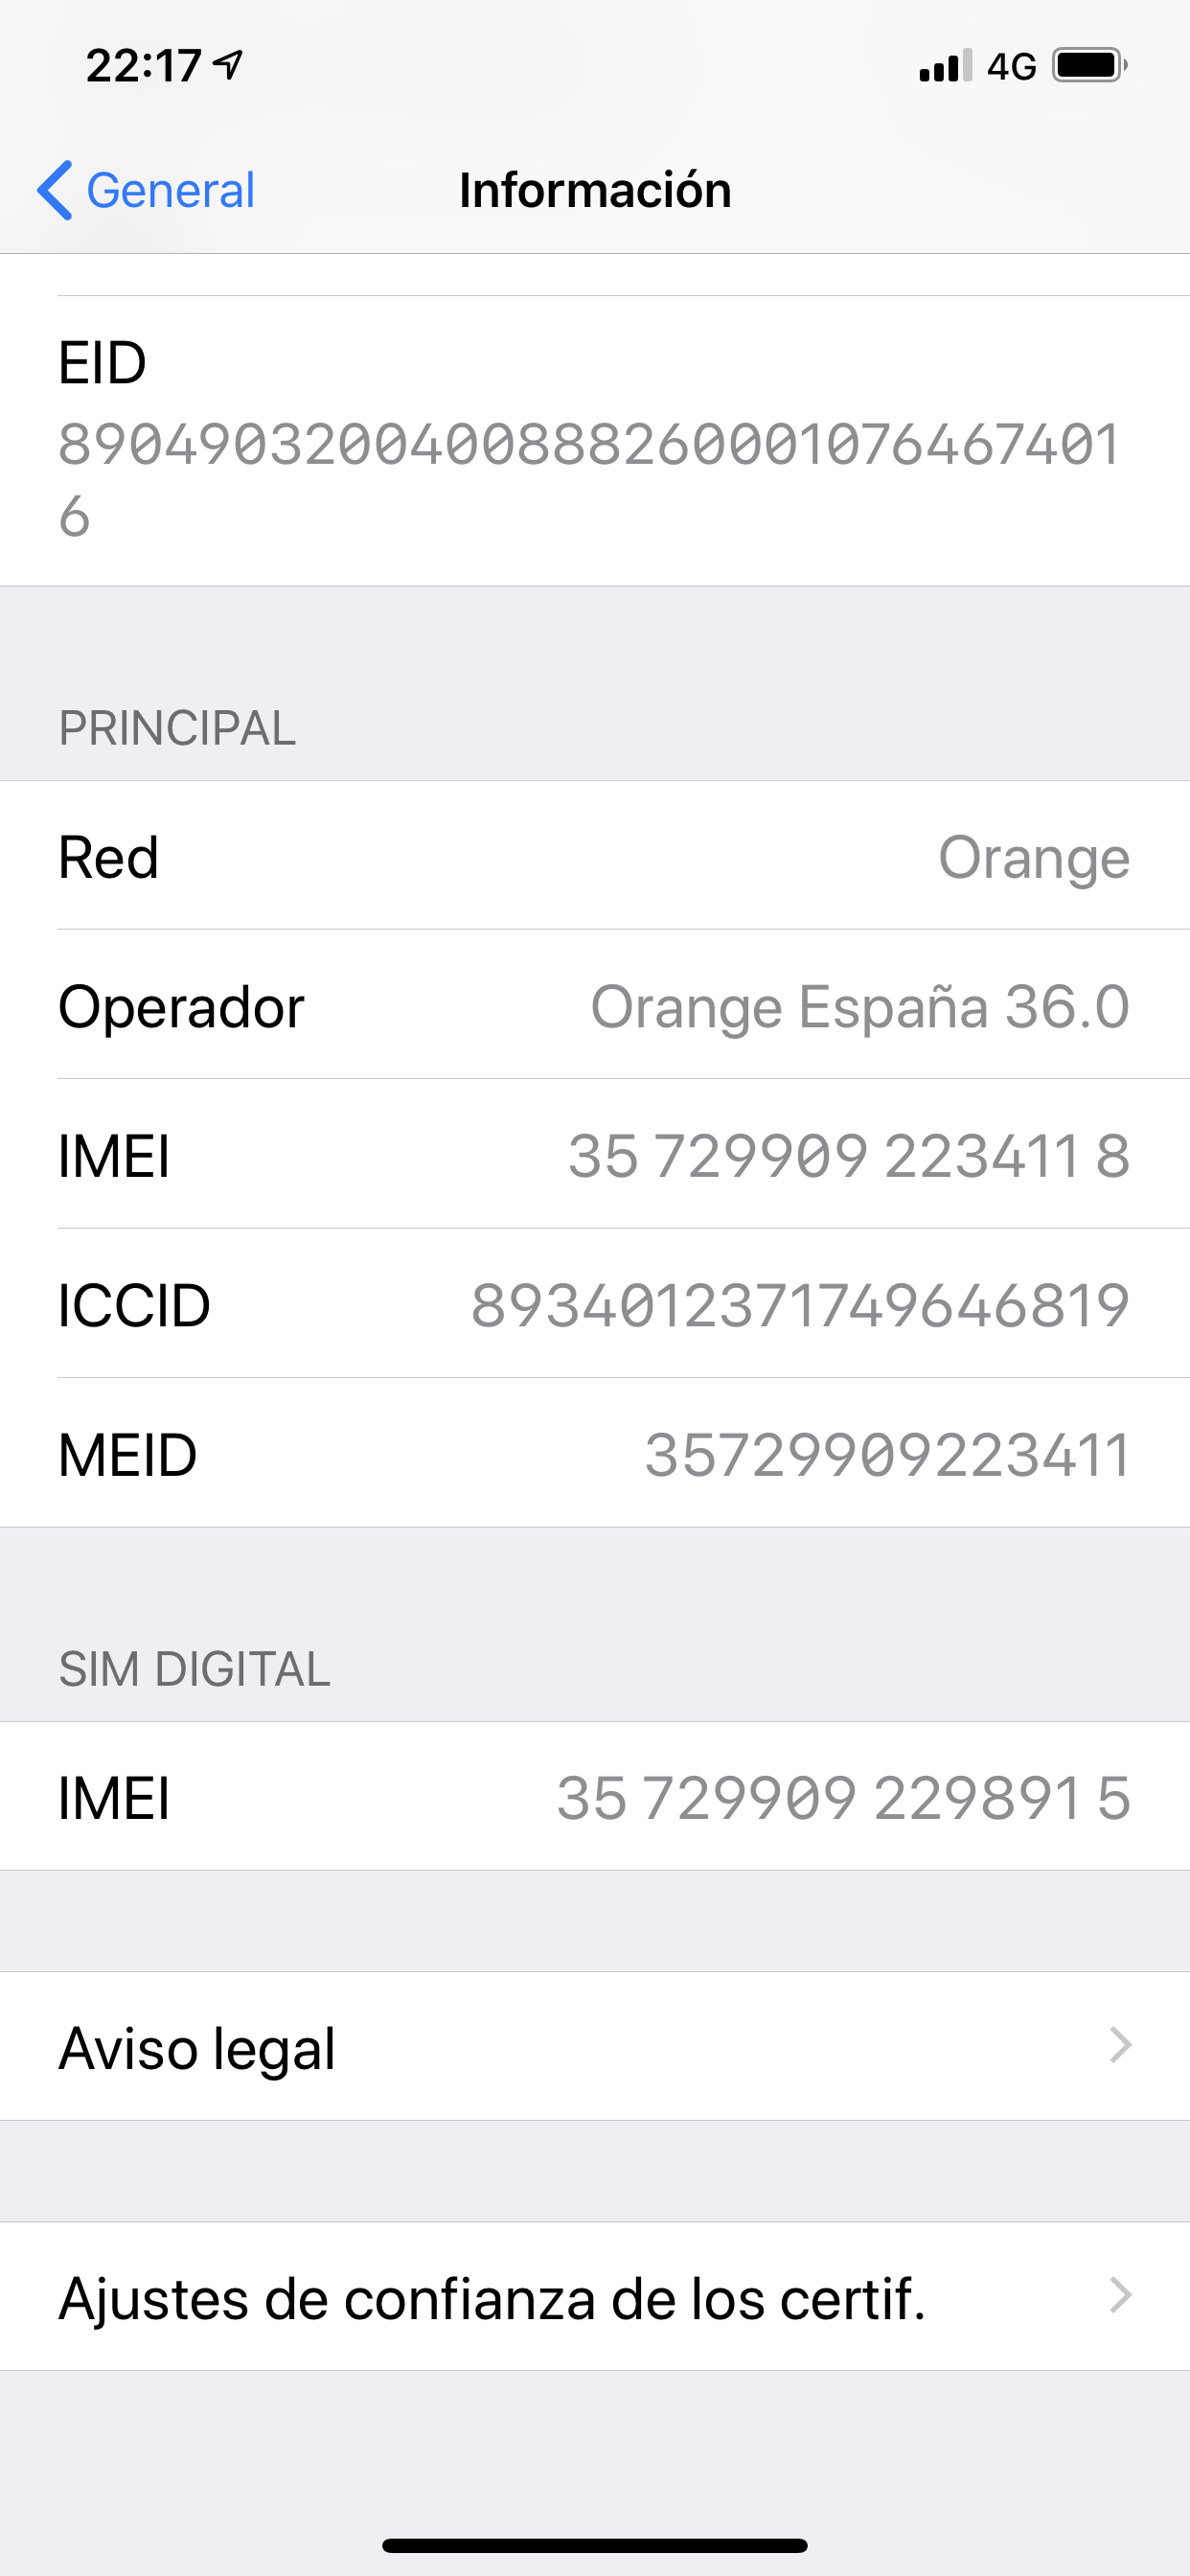 22:17 4G
General Información
EID
8904903200400888260001076467401
6
PRINCIPAL
Red Orange
Operador Orange España 36.0
IMEI 35 729909 223411 8
ICCID 8934012371749646819
MEID 35729909223411
SIM DIGITAL
IMEI 35 729909 229891 5
Aviso legal
Ajustes de confianza de los certif.